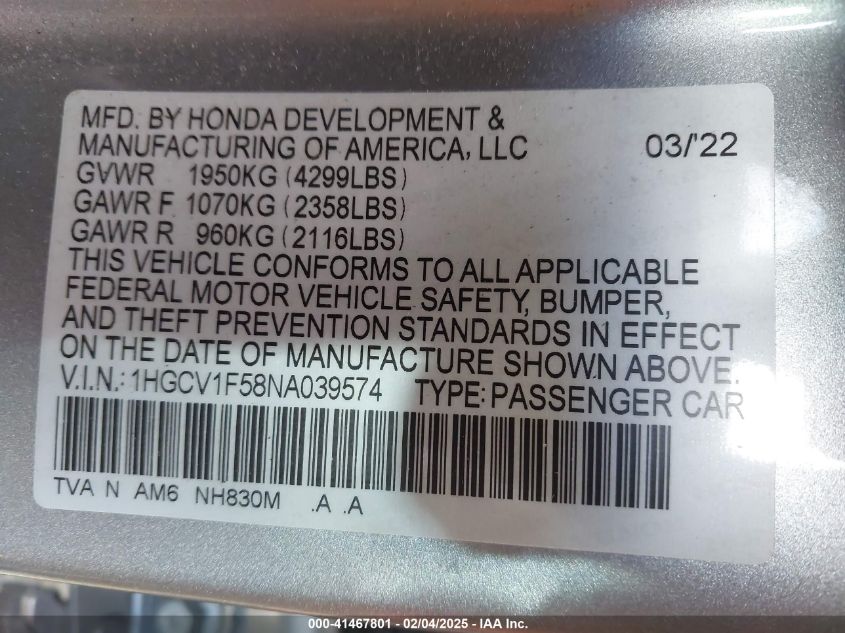 MFD. BY HONDA DEVELOPMENT &
MANUFACTURING OF AMERICA, LLC 03/'22
GVWR 1950KG (4299LBS)
GAWR F 1070KG (2358LBS)
GAWR R 960KG (2116LBS)
THIS VEHICLE CONFORMS TO ALL APPLICABLE
FEDERAL MOTOR VEHICLE SAFETY, BUMPER,
AND THEFT PREVENTION STANDARDS IN EFFECT
ON THE DATE OF MANUFACTURE SHOWN ABOVE.
V.I.N.: 1HGCV1F58NA039574 TYPE: PASSENGER CAR
TVA N AM6 NH830M .A .A
000-41467801 - 02/04/2025 - IAA Inc.